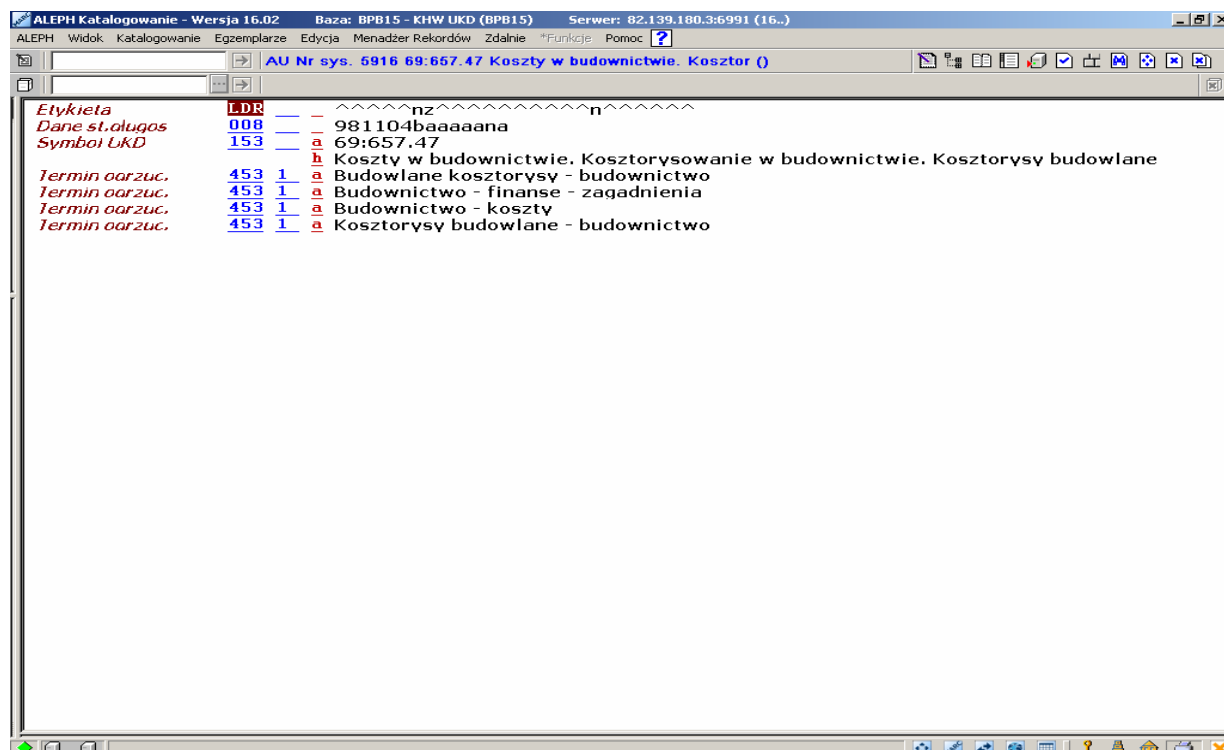 ALEPH Katalogowanie - Wersja 16.02 Baza: BPB15 - KHW UKD (BPB15) Serwer: 82.139.180.3:6991 (16..)
ALEPH Widok Katalogowanie Egzemplarze Edycja Menadżer Rekordów Zdalnie *Funkcje Pomoc ?
AU Nr sys. 5916 69:657.47 Koszty w budownictwie. Kosztor ()
Etykieta LDR _ ^^^^^nz^^^^^^^^^^^n^^^^^^
Dane st.długos 008 _ 981104baaaaana
Symbol UKD 153 a 69:657.47
h Koszty w budownictwie. Kosztorysowanie w budownictwie. Kosztorysy budowlane
Termin odrzuc. 453 1 a Budowlane kosztorysy - budownictwo
Termin odrzuc. 453 1 a Budownictwo - finanse - zagadnienia
Termin odrzuc. 453 1 a Budownictwo - koszty
Termin odrzuc. 453 1 a Kosztorysy budowlane - budownictwo